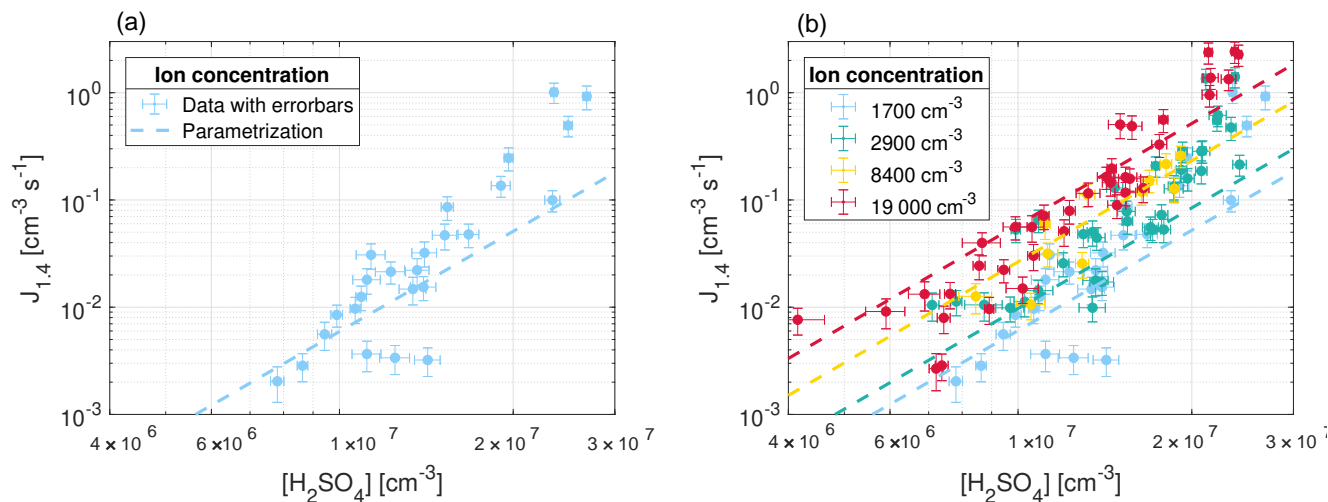 (a)
Ion concentration
Data with errorbars
Parametrization
10^0
10^-1
10^-2
10^-3
J_1.4 [cm^-3 s^-1]
4 × 10^6
6 × 10^6
1 × 10^7
2 × 10^7
3 × 10^7
[H_2SO_4] [cm^-3]
(b)
Ion concentration
1700 cm^-3
2900 cm^-3
8400 cm^-3
19 000 cm^-3
10^0
10^-1
10^-2
10^-3
J_1.4 [cm^-3 s^-1]
4 × 10^6
6 × 10^6
1 × 10^7
2 × 10^7
3 × 10^7
[H_2SO_4] [cm^-3]